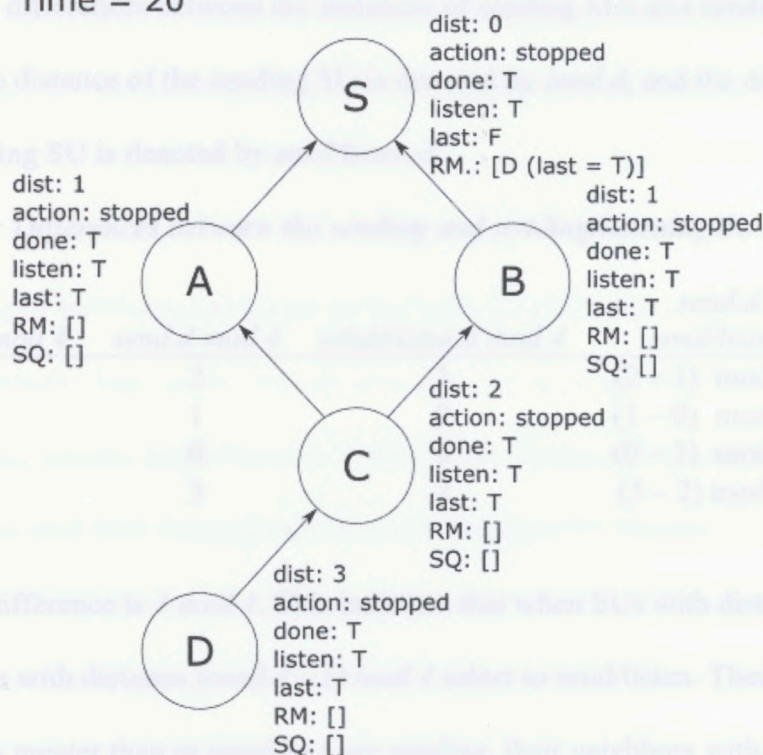 Time = 20
dist: 0
action: stopped
done: T
listen: T
last: F
RM.: [D (last = T)]
S
dist: 1
action: stopped
done: T
listen: T
last: T
RM: []
SQ: []
A
B
dist: 1
action: stopped
done: T
listen: T
last: T
RM: []
SQ: []
C
dist: 2
action: stopped
done: T
listen: T
last: T
RM: []
SQ: []
D
dist: 3
action: stopped
done: T
listen: T
last: T
RM: []
SQ: []